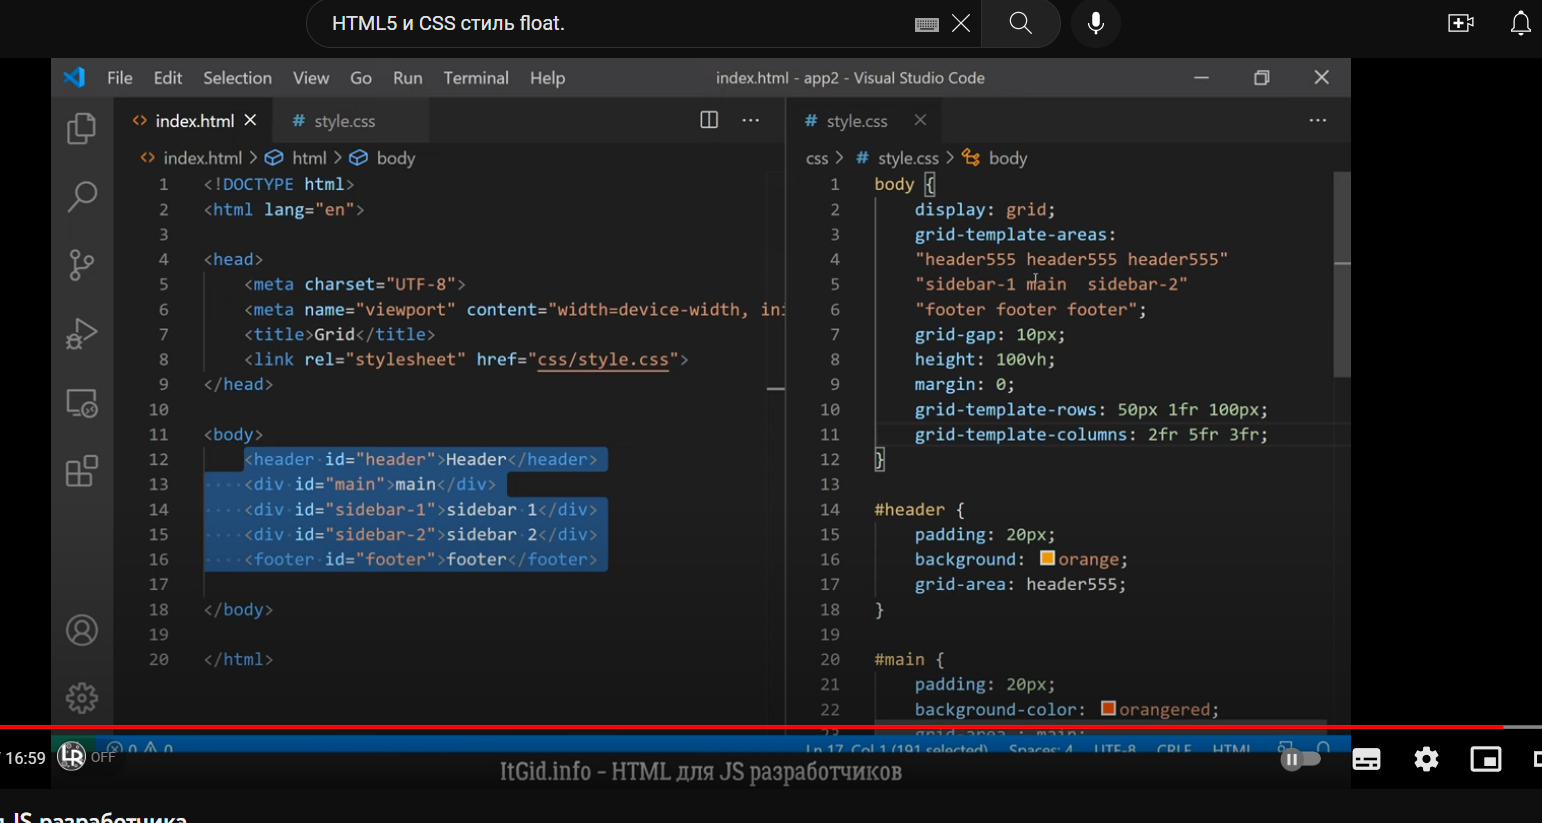 HTML5 и CSS стиль float.
File Edit Selection View Go Run Terminal Help index.html - app2 - Visual Studio Code
index.html style.css
index.html > html > body
1 <!DOCTYPE html>
2 <html lang="en">
3
4 <head>
5 <meta charset="UTF-8">
6 <meta name="viewport" content="width=device-width, ini
7 <title>Grid</title>
8 <link rel="stylesheet" href="css/style.css">
9 </head>
10
11 <body>
12 <header id="header">Header</header>
13 <div id="main">main</div>
14 <div id="sidebar-1">sidebar 1</div>
15 <div id="sidebar-2">sidebar 2</div>
16 <footer id="footer">footer</footer>
17
18 </body>
19
20 </html>
# style.css
css > # style.css > body
1 body {
2 display: grid;
3 grid-template-areas:
4 "header555 header555 header555"
5 "sidebar-1 main  sidebar-2"
6 "footer footer footer";
7 grid-gap: 10px;
8 height: 100vh;
9 margin: 0;
10 grid-template-rows: 50px 1fr 100px;
11 grid-template-columns: 2fr 5fr 3fr;
12 }
13
14 #header {
15 padding: 20px;
16 background: orange;
17 grid-area: header555;
18 }
19
20 #main {
21 padding: 20px;
22 background-color: orangered;
23 grid-area : main;
0 0 Ln 17, Col 1 (191 selected) Spaces: 4 UTF-8 CRLF HTML
/ 16:59 LR OFF
ItGid.info - HTML для JS разработчиков
JS разработчика